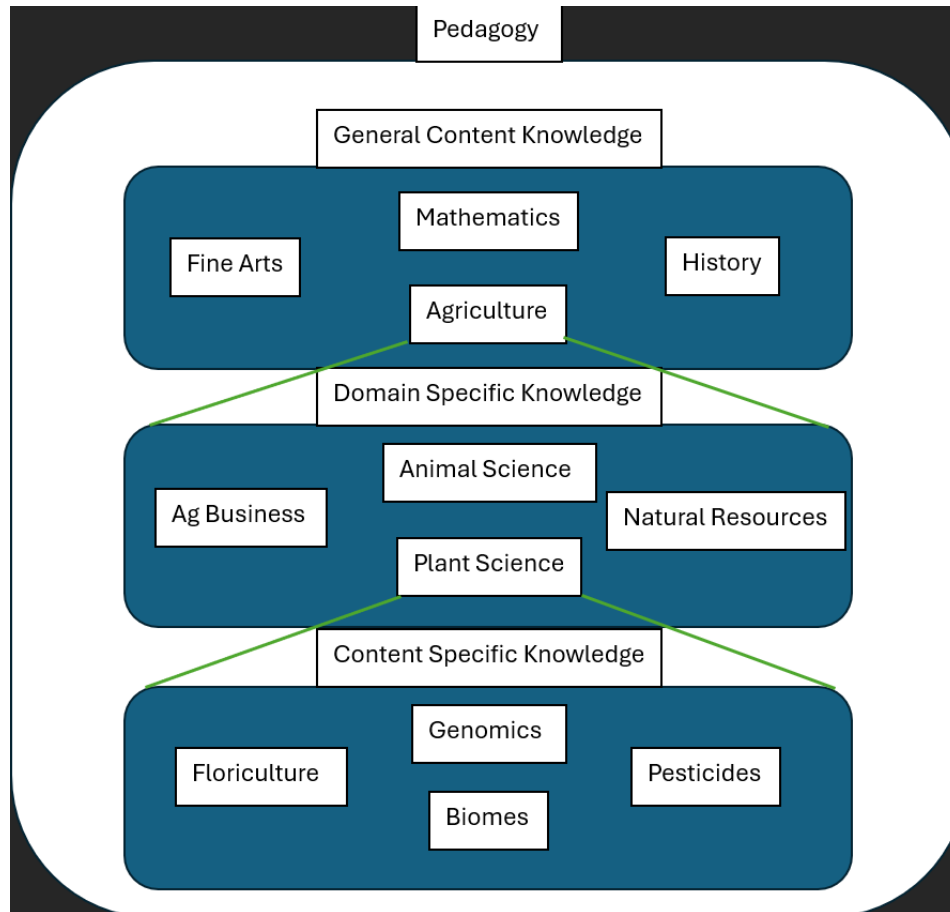 Pedagogy
General Content Knowledge
Mathematics
Fine Arts
History
Agriculture
Domain Specific Knowledge
Animal Science
Ag Business
Natural Resources
Plant Science
Content Specific Knowledge
Genomics
Floriculture
Pesticides
Biomes